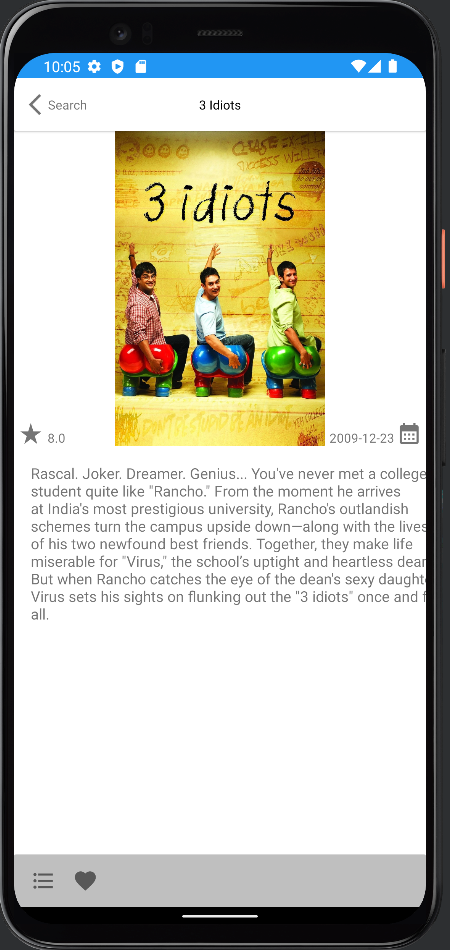 10:05
Search
3 Idiots
3 idiots
8.0
2009-12-23
Rascal. Joker. Dreamer. Genius... You've never met a college
student quite like "Rancho." From the moment he arrives
at India's most prestigious university, Rancho's outlandish
schemes turn the campus upside down—along with the lives
of his two newfound best friends. Together, they make life
miserable for "Virus," the school's uptight and heartless dean
But when Rancho catches the eye of the dean's sexy
Virus sets his sights on flunking out the "3 idiots" once and
all.